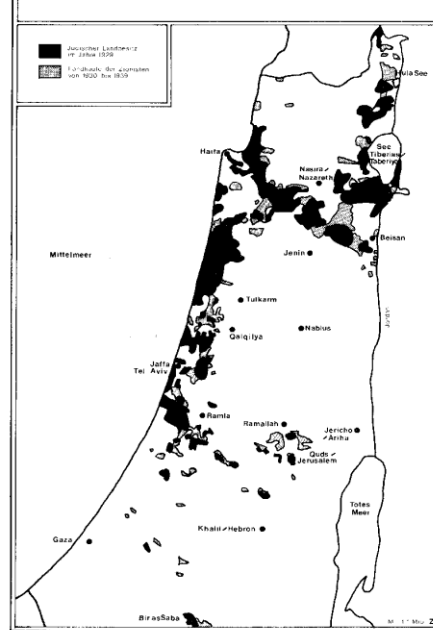 Jüdischer Landbesitz
im Jahre 1929
Landkäufe der Zionisten
von 1930 bis 1939
Hula See
Haifa
See
Tiberias/
Tabariya
Nasira/
Nazareth
Beisan
Mittelmeer
Jenin
Tulkarm
Jordan
Qalqilya
Nablus
Jaffa
Tel Aviv
Ramla
Ramallah
Jericho
/Ariha
Quds/
Jerusalem
Totes
Meer
Khalil/Hebron
Gaza
Bir as Saba